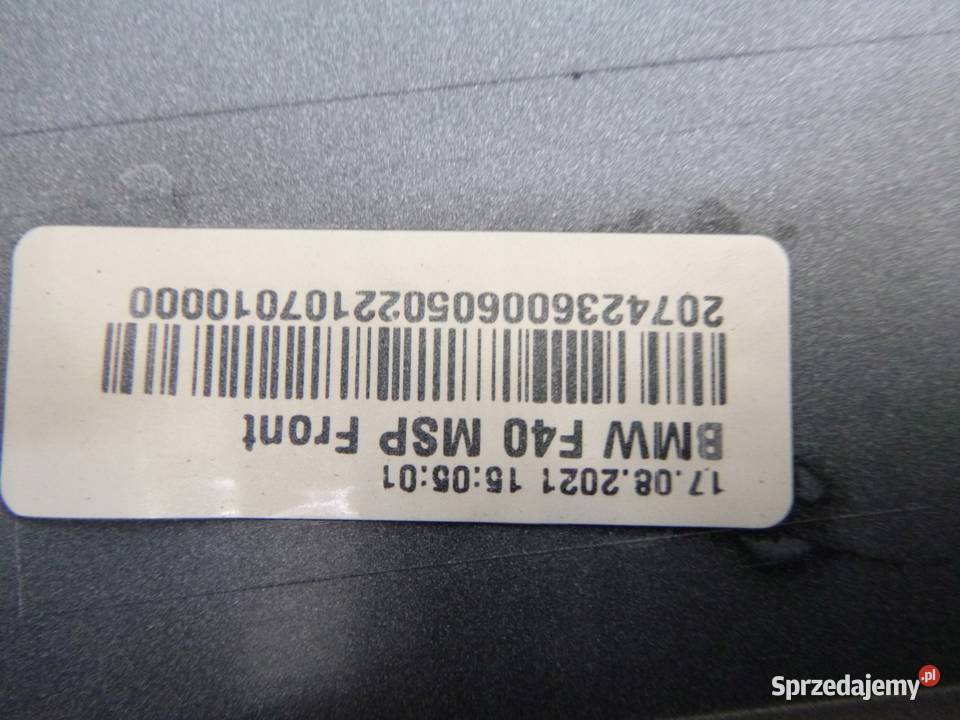 17.08.2021 15:05:01
BMW F40 MSP Front
207423600605022107010000
Sprzedajemy.pl